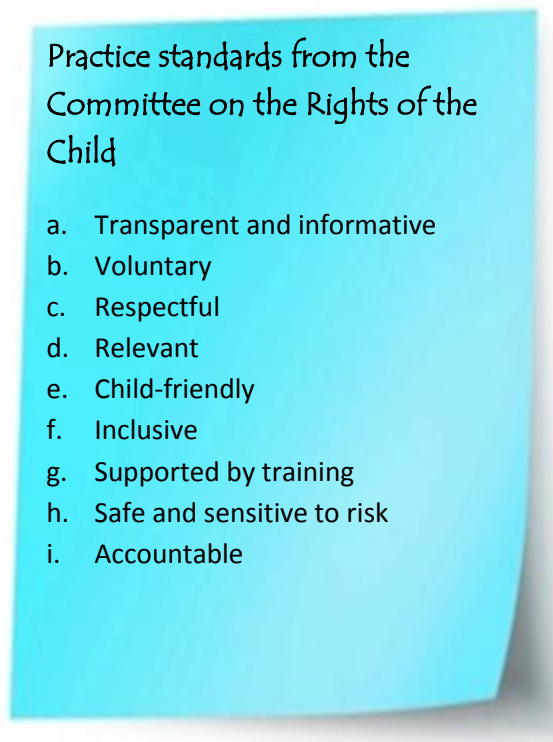 Practice standards from the
Committee on the Rights of the
Child
a. Transparent and informative
b. Voluntary
c. Respectful
d. Relevant
e. Child-friendly
f. Inclusive
g. Supported by training
h. Safe and sensitive to risk
i. Accountable